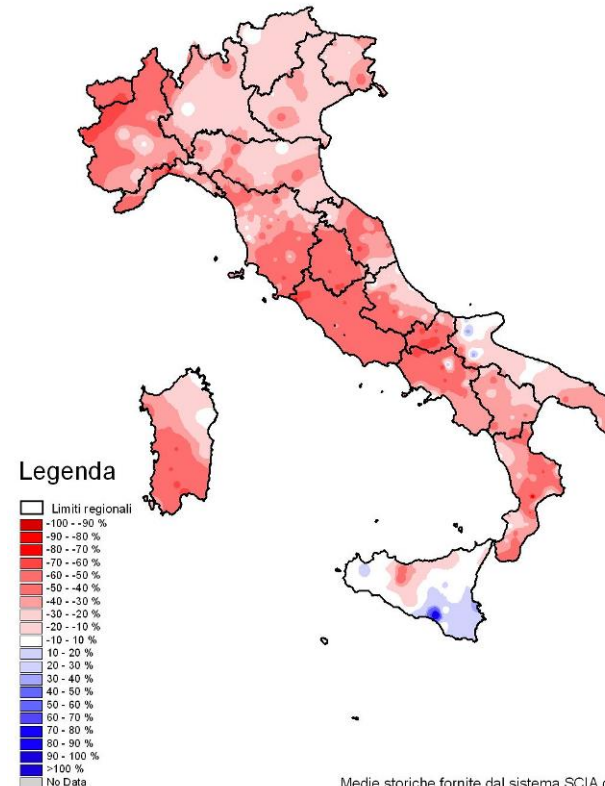 Legenda
Limiti regionali
-100 - -90 %
-90 - -80 %
-80 - -70 %
-70 - -60 %
-60 - -50 %
-50 - -40 %
-40 - -30 %
-30 - -20 %
-20 - -10 %
-10 - 10 %
10 - 20 %
20 - 30 %
30 - 40 %
40 - 50 %
50 - 60 %
60 - 70 %
70 - 80 %
80 - 90 %
90 - 100 %
>100 %
No Data
Medie storiche fornite dal sistema SCIA